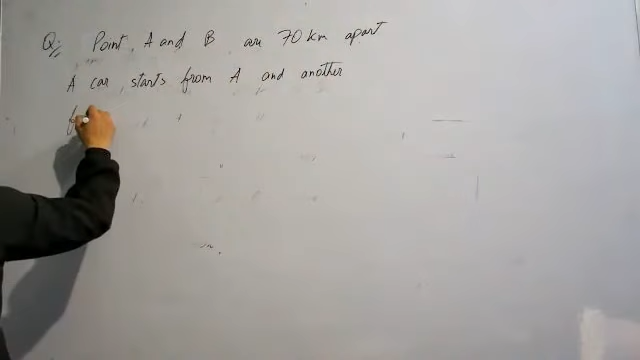 Q:, Point, A and B are 70 km apart
A car, starts from A and another
f